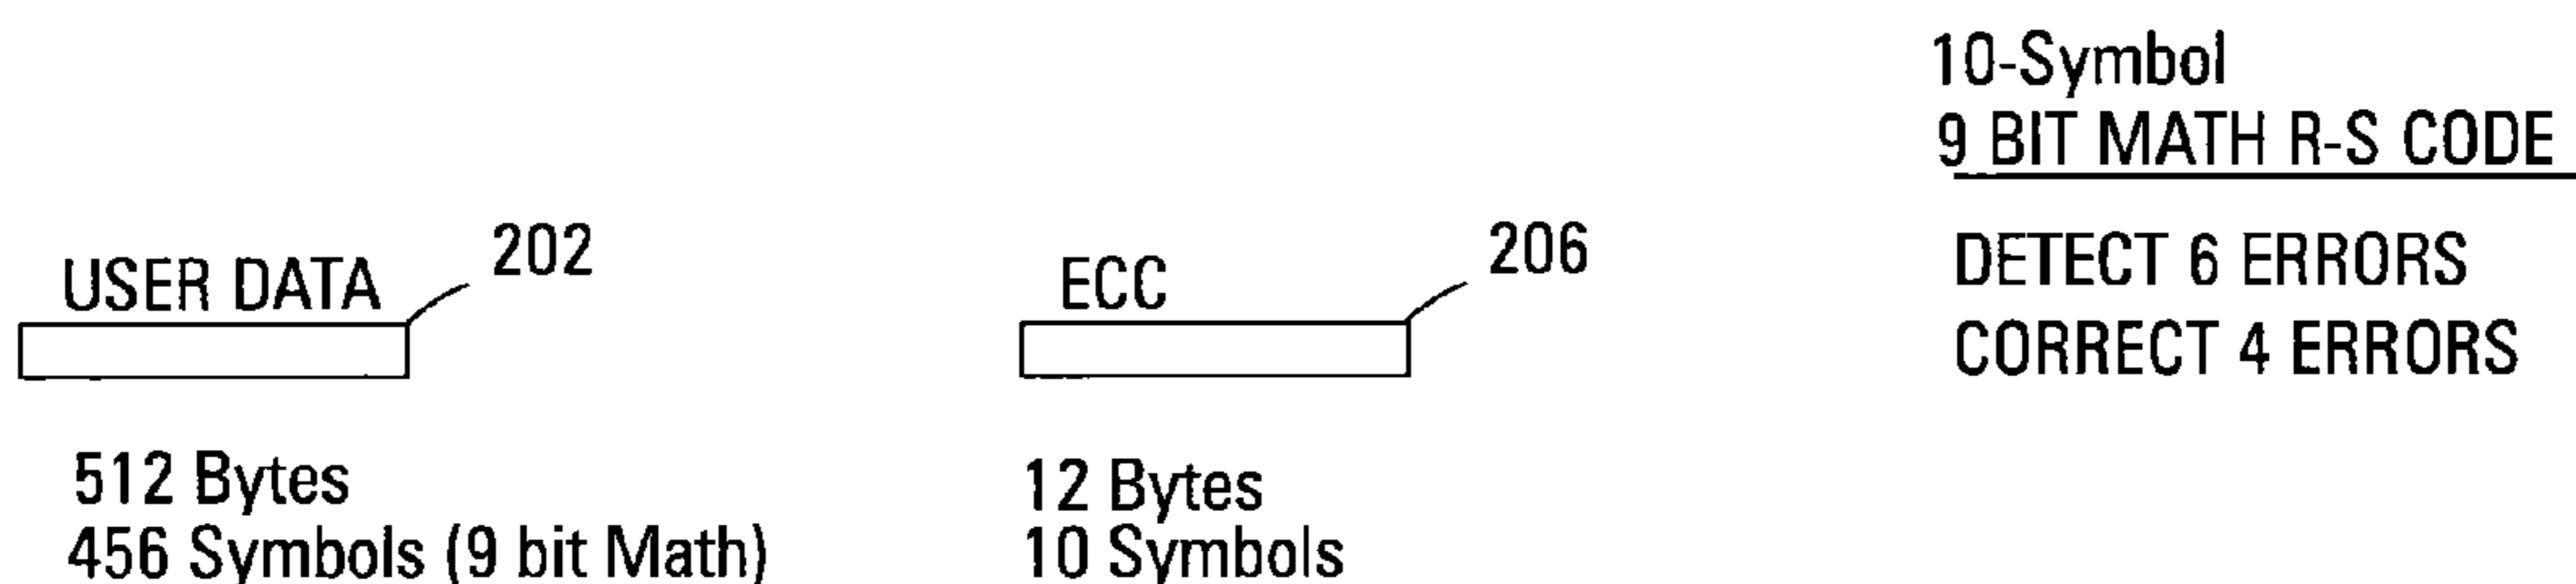 USER DATA
202
512 Bytes
456 Symbols (9 bit Math)
ECC
206
12 Bytes
10 Symbols
10-Symbol
9 BIT MATH R-S CODE
DETECT 6 ERRORS
CORRECT 4 ERRORS